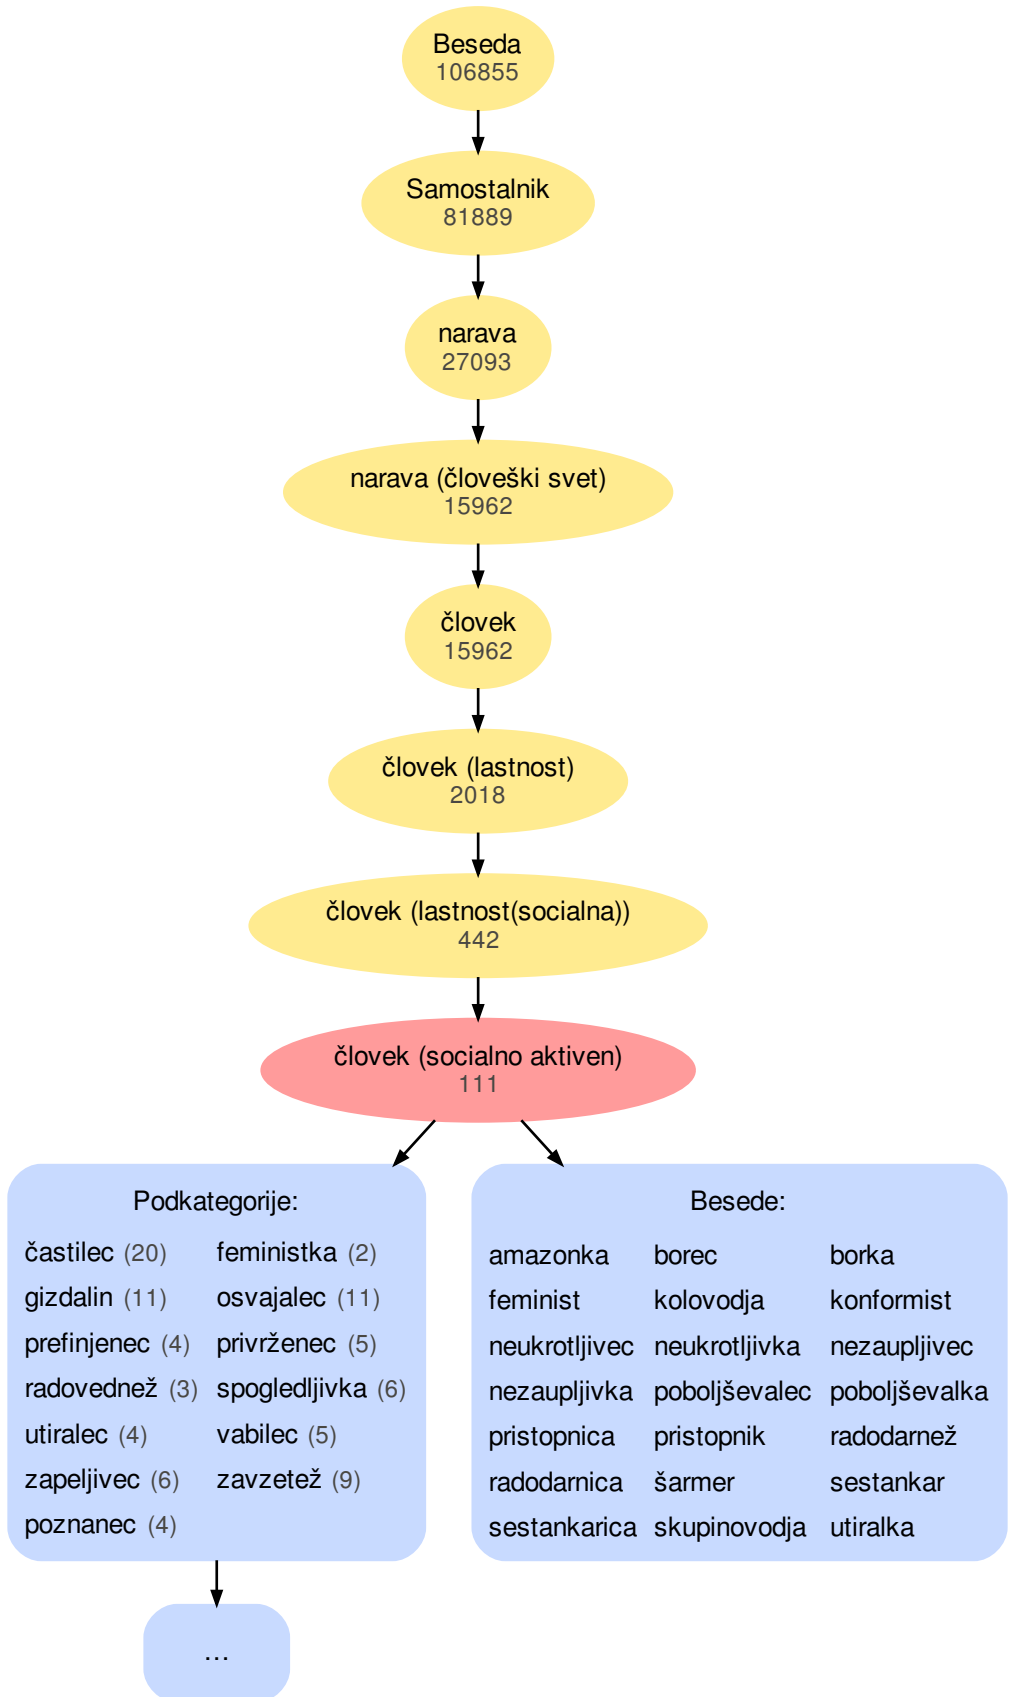 Beseda
106855
Samostalnik
81889
narava
27093
narava (človeški svet)
15962
človek
15962
človek (lastnost)
2018
človek (lastnost(socialna))
442
človek (socialno aktiven)
111
Podkategorije:
častilec (20) feministka (2)
gizdalin (11) osvajalec (11)
prefinjenec (4) privrženec (5)
radovednež (3) spogledljivka (6)
utiralec (4) vabilec (5)
zapeljivec (6) zavzetež (9)
poznanec (4)
Besede:
amazonka borec borka
feminist kolovodja konformist
neukrotljivec neukrotljivka nezaupljivec
nezaupljivka poboljševalec poboljševalka
pristopnica pristopnik radodarnež
radodarnica šarmer sestankar
sestankarica skupinovodja utiralka
...